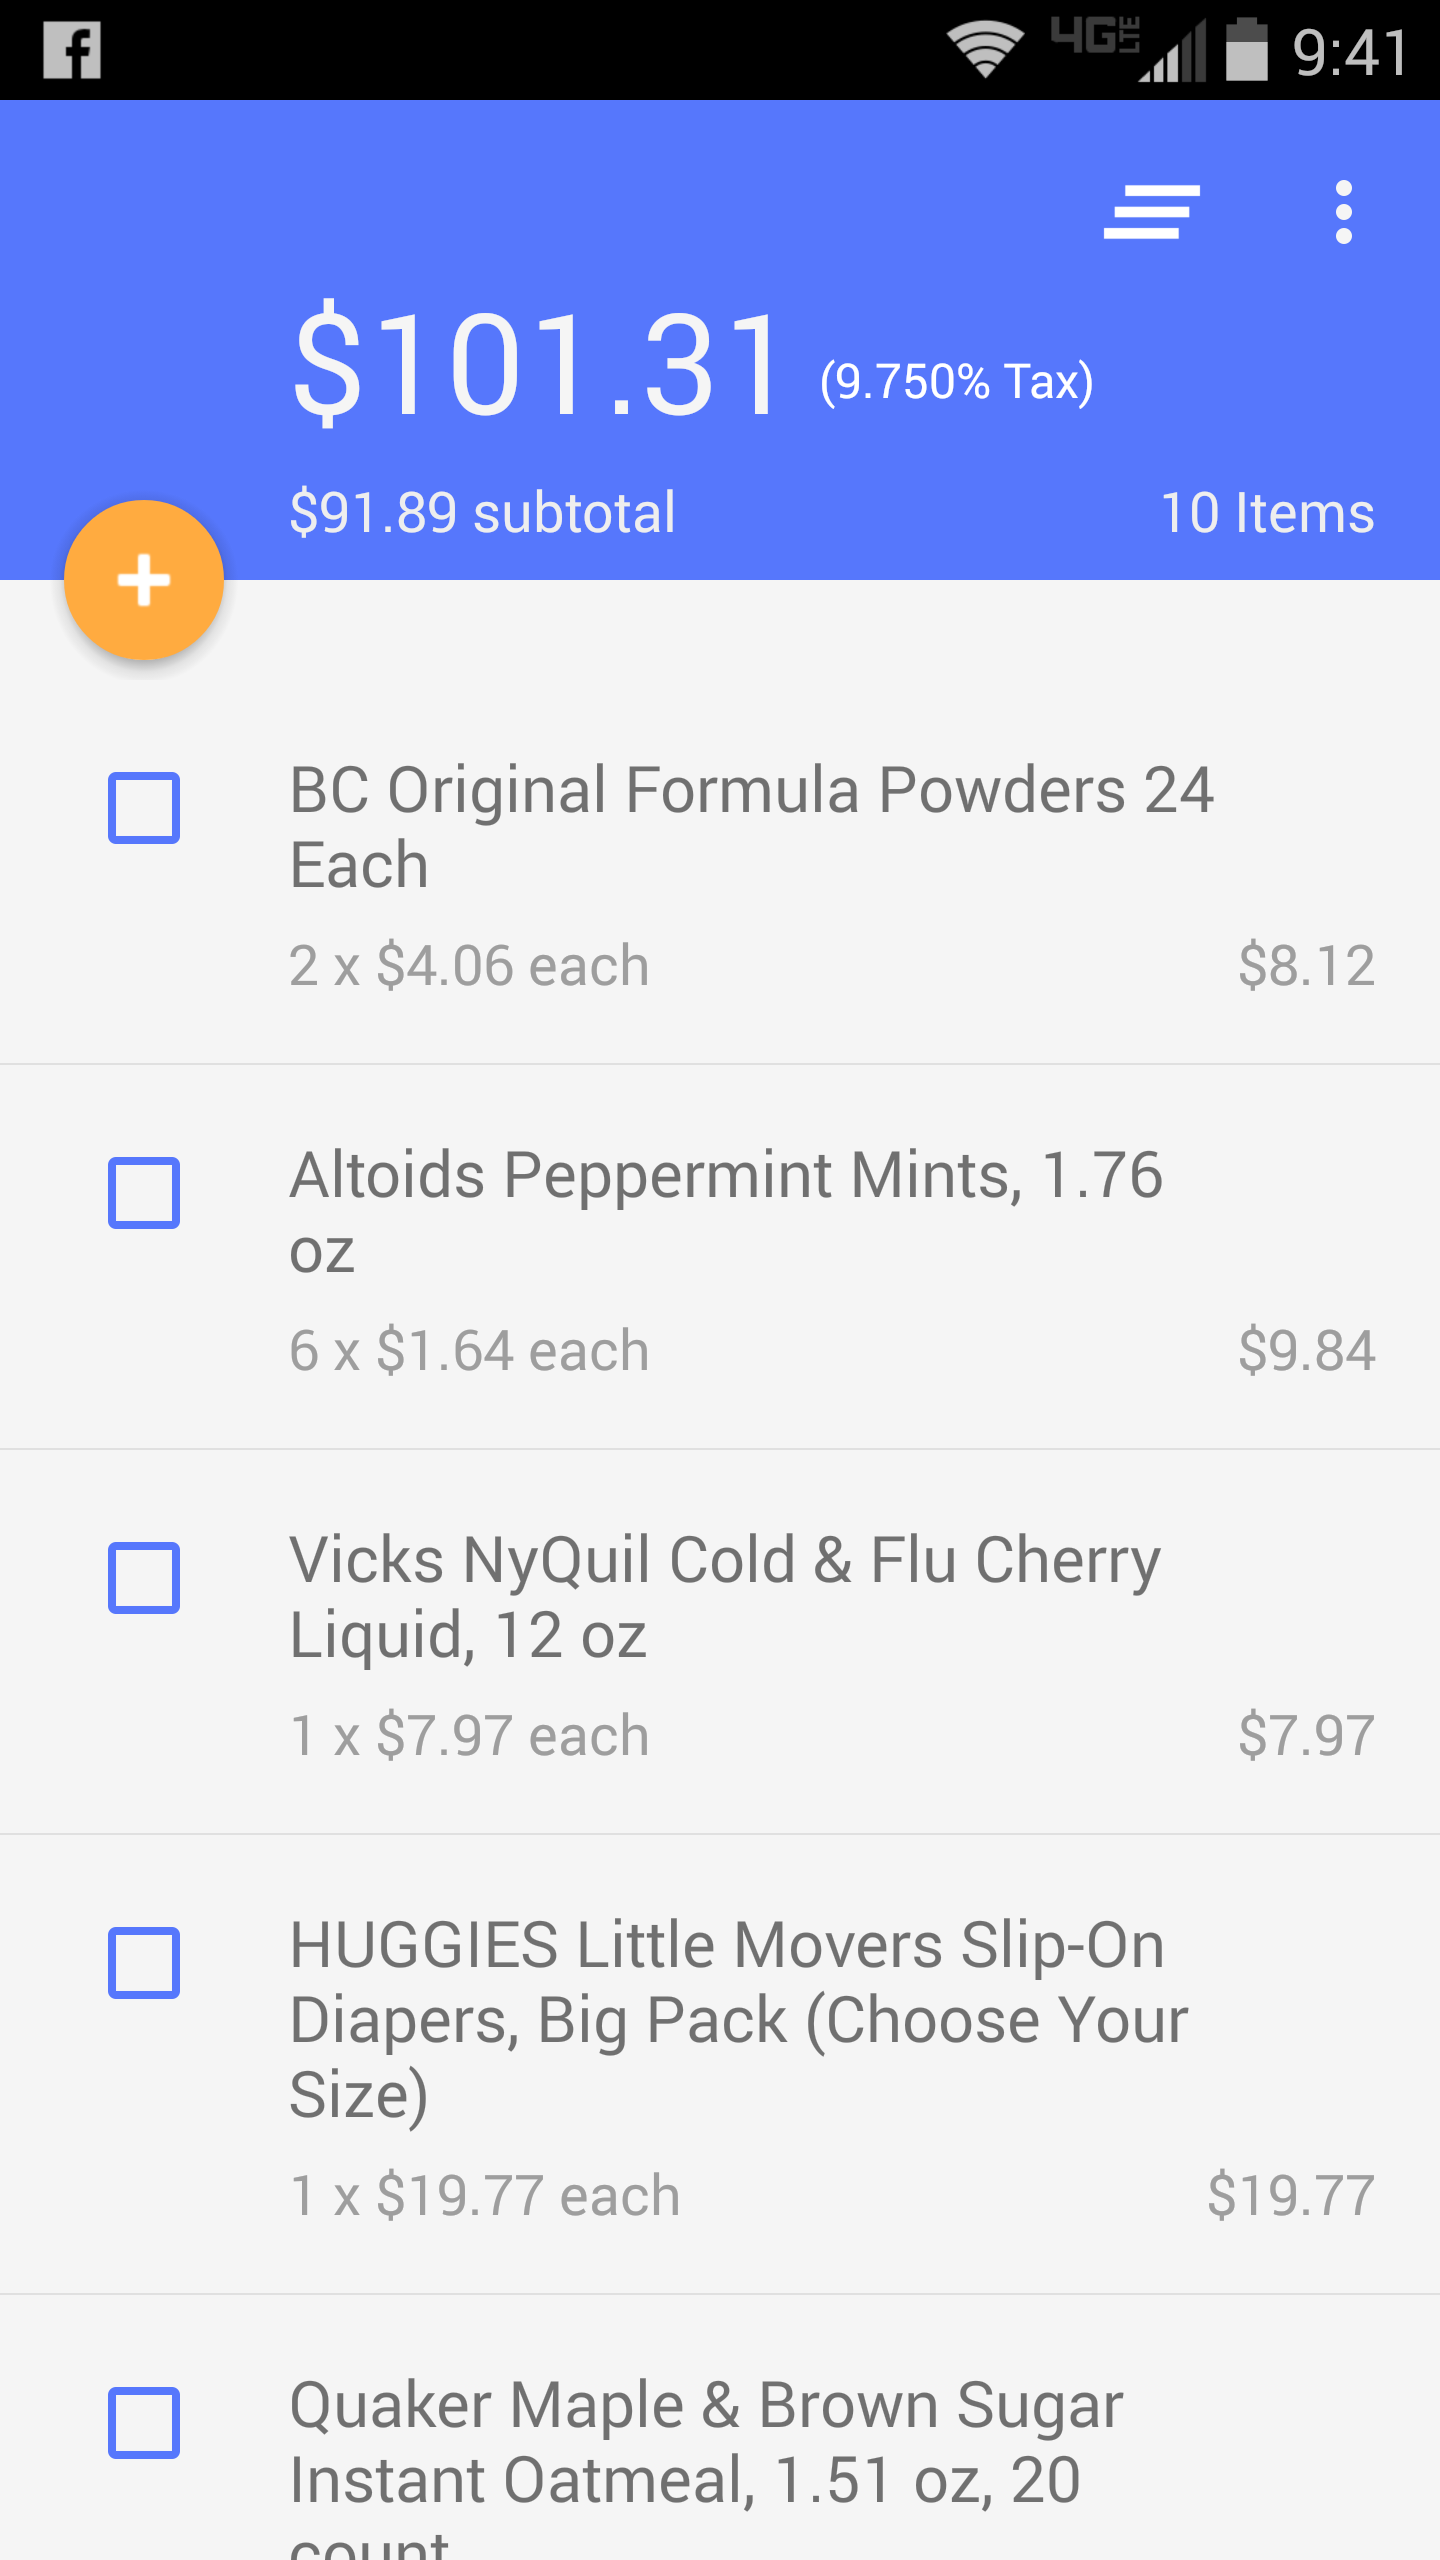 4G LTE 9:41
$101.31 (9.750% Tax)
$91.89 subtotal 10 Items
BC Original Formula Powders 24
Each
2 x $4.06 each $8.12
Altoids Peppermint Mints, 1.76
oz
6 x $1.64 each $9.84
Vicks NyQuil Cold & Flu Cherry
Liquid, 12 oz
1 x $7.97 each $7.97
HUGGIES Little Movers Slip-On
Diapers, Big Pack (Choose Your
Size)
1 x $19.77 each $19.77
Quaker Maple & Brown Sugar
Instant Oatmeal, 1.51 oz, 20
count